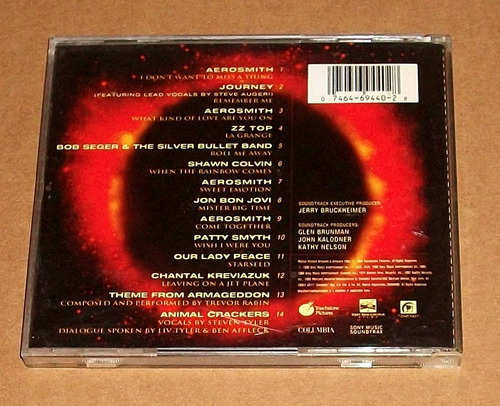 AEROSMITH 1
I DON'T WANT TO MISS A THING
JOURNEY 2
(FEATURING LEAD VOCALS BY STEVE AUGERI)
REMEMBER ME
AEROSMITH 3
WHAT KIND OF LOVE ARE YOU ON
ZZ TOP 4
LA GRANGE
BOB SEGER & THE SILVER BULLET BAND 5
ROLL ME AWAY
SHAWN COLVIN 6
WHEN THE RAINBOW COMES
AEROSMITH 7
SWEET EMOTION
JON BON JOVI 8
MISTER BIG TIME
AEROSMITH 9
COME TOGETHER
PATTY SMYTH 10
WISH I WERE YOU
OUR LADY PEACE 11
STARSEED
CHANTAL KREVIAZUK 12
LEAVING ON A JET PLANE
THEME FROM ARMAGEDDON 13
COMPOSED AND PERFORMED BY TREVOR RABIN
ANIMAL CRACKERS 14
VOCALS BY STEVEN TYLER
DIALOGUE SPOKEN BY LIV TYLER & BEN AFFLECK
0 7464-69440-2 8
SOUNDTRACK EXECUTIVE PRODUCER:
JERRY BRUCKHEIMER
SOUNDTRACK PRODUCERS:
GLEN BRUNMAN
JOHN KALODNER
KATHY NELSON
Touchstone
Pictures
COLUMBIA
SONY MUSIC
SOUNDTRAX